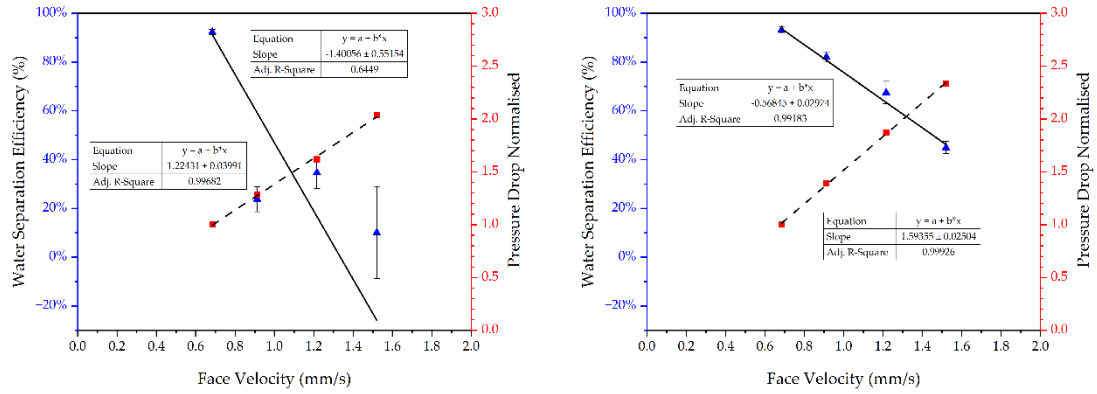 100%
80%
60%
40%
20%
0%
−20%
Water Separation Efficiency (%)
3.0
2.5
2.0
1.5
1.0
0.5
0.0
Pressure Drop Normalised
Equation y = a + b*x
Slope -1.40056 ± 0.55154
Adj. R-Square 0.6449
Equation y = a + b*x
Slope 1.22431 ± 0.03991
Adj. R-Square 0.99682
0.0 0.2 0.4 0.6 0.8 1.0 1.2 1.4 1.6 1.8 2.0
Face Velocity (mm/s)
100%
80%
60%
40%
20%
0%
−20%
Water Separation Efficiency (%)
3.0
2.5
2.0
1.5
1.0
0.5
0.0
Pressure Drop Normalised
Equation y = a + b*x
Slope -0.56845 ± 0.02974
Adj. R-Square 0.99183
Equation y = a + b*x
Slope 1.59355 ± 0.02504
Adj. R-Square 0.99926
0.0 0.2 0.4 0.6 0.8 1.0 1.2 1.4 1.6 1.8 2.0
Face Velocity (mm/s)